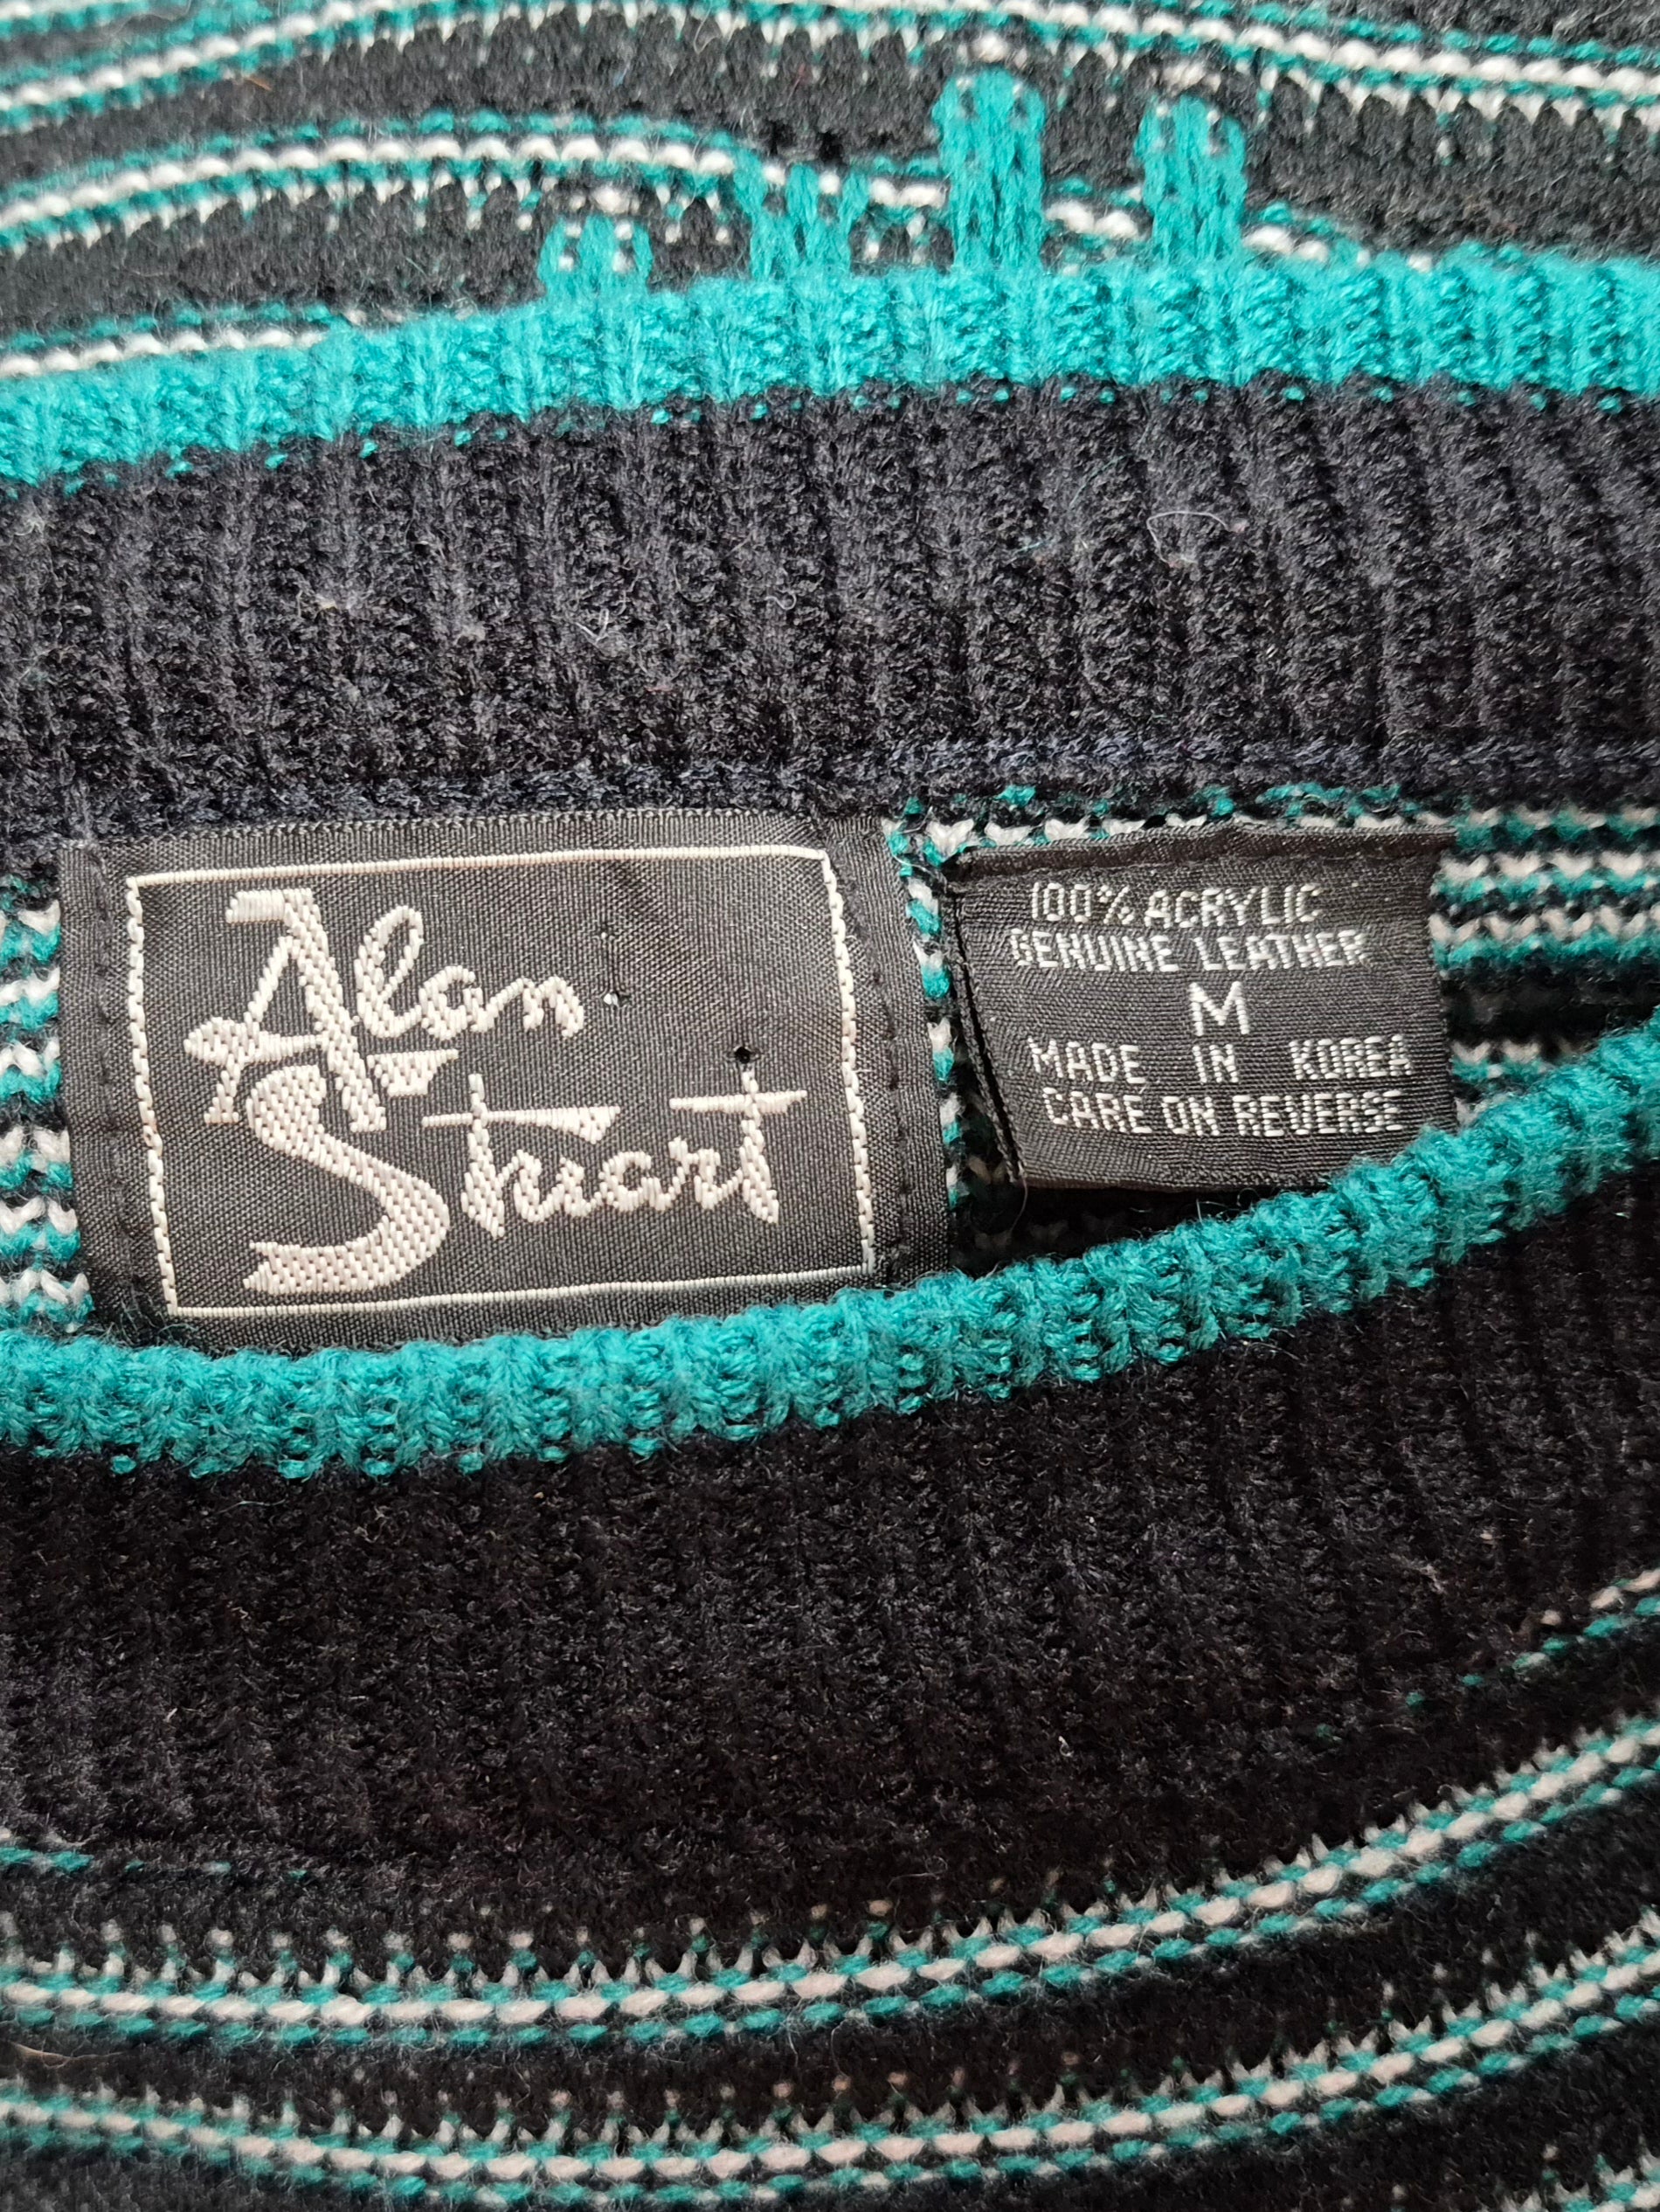 Alan
Stuart
100% ACRYLIC
GENUINE LEATHER
M
MADE IN KOREA
CARE ON REVERSE